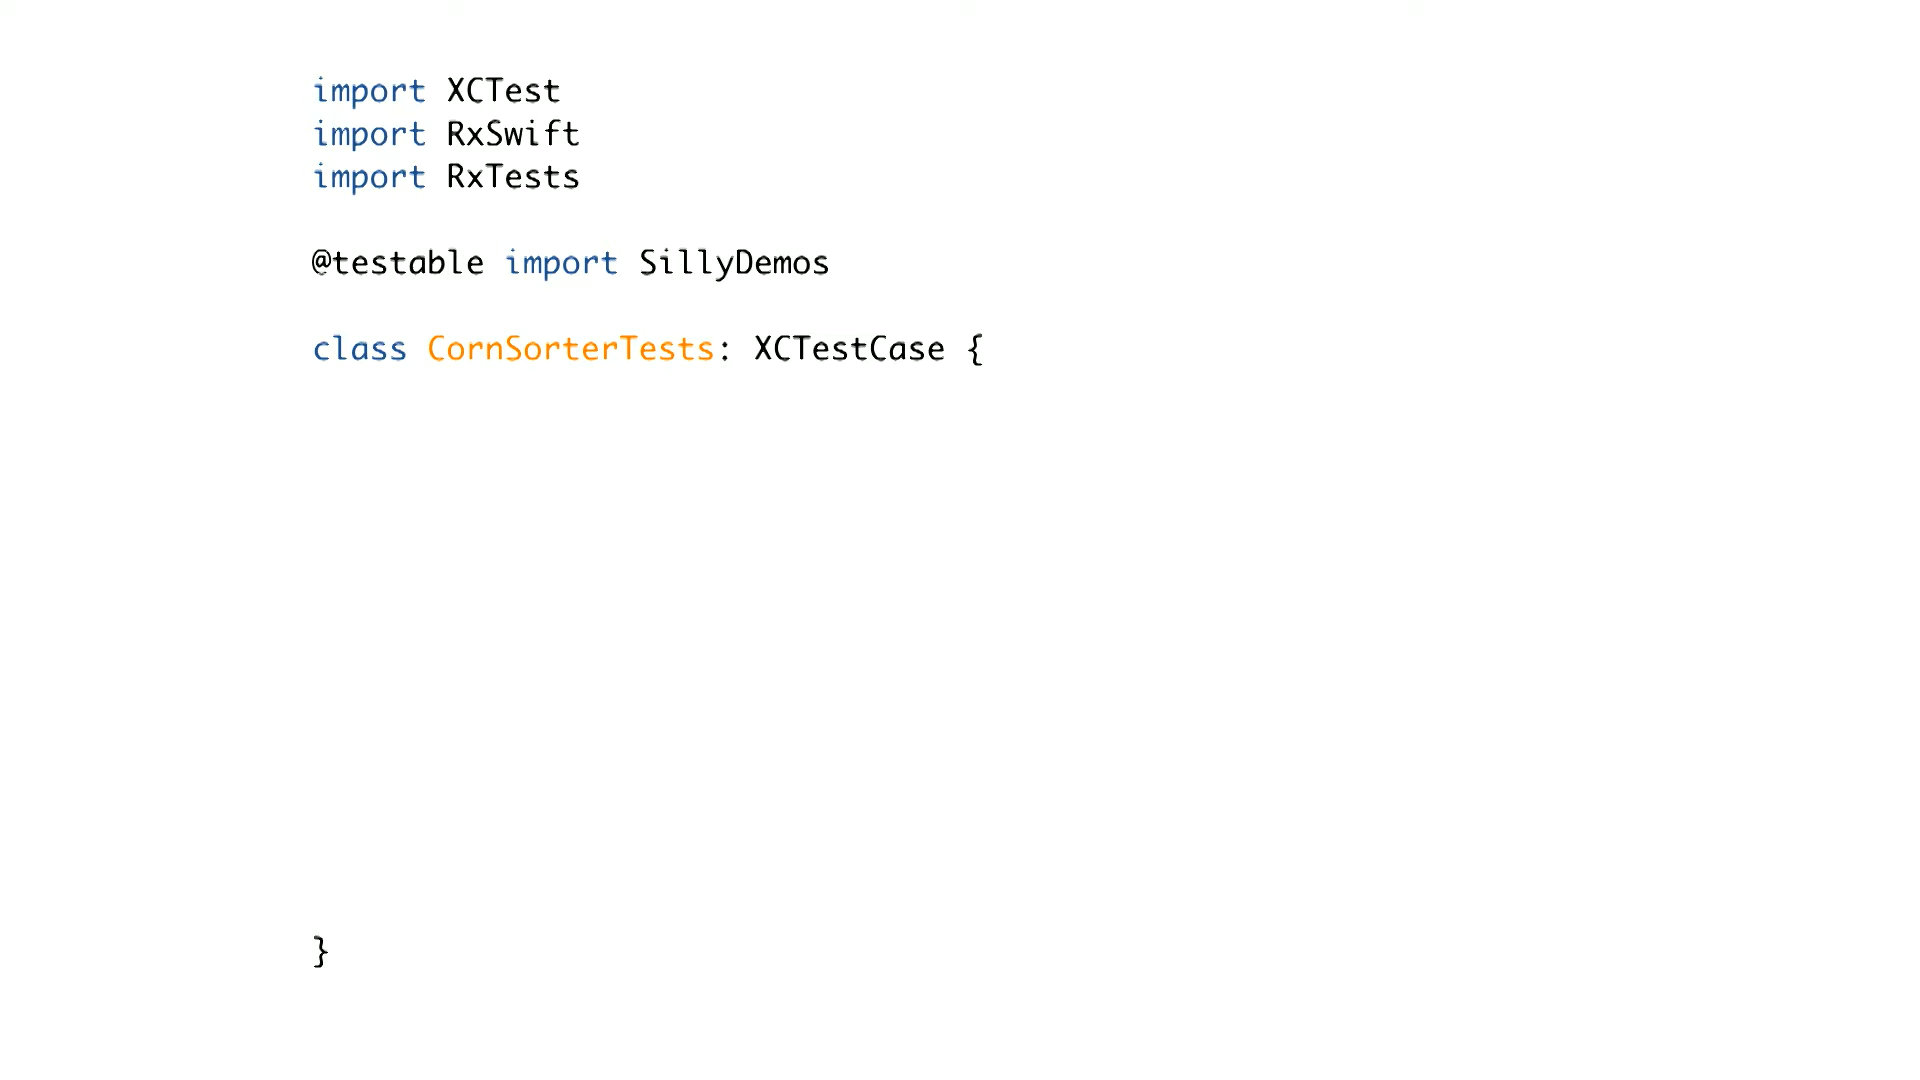 import XCTest
import RxSwift
import RxTests
@testable import SillyDemos
class CornSorterTests: XCTestCase {
}